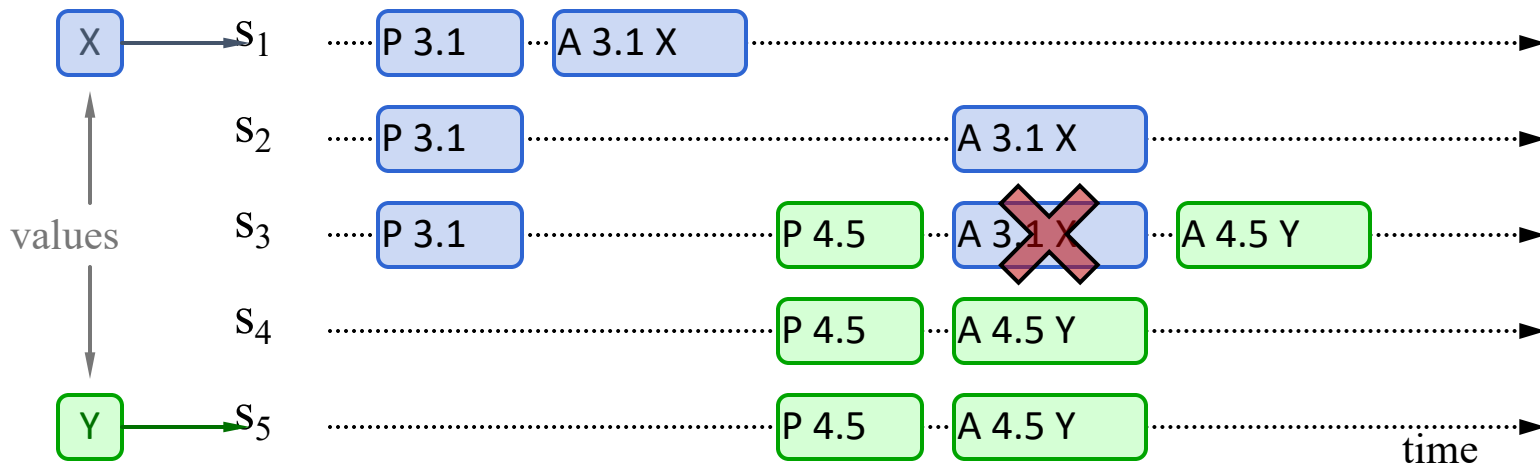 X s₁ P 3.1 A 3.1 X
s₂ P 3.1 A 3.1 X
values s₃ P 3.1 P 4.5 A 3.1 X A 4.5 Y
s₄ P 4.5 A 4.5 Y
Y s₅ P 4.5 A 4.5 Y
time